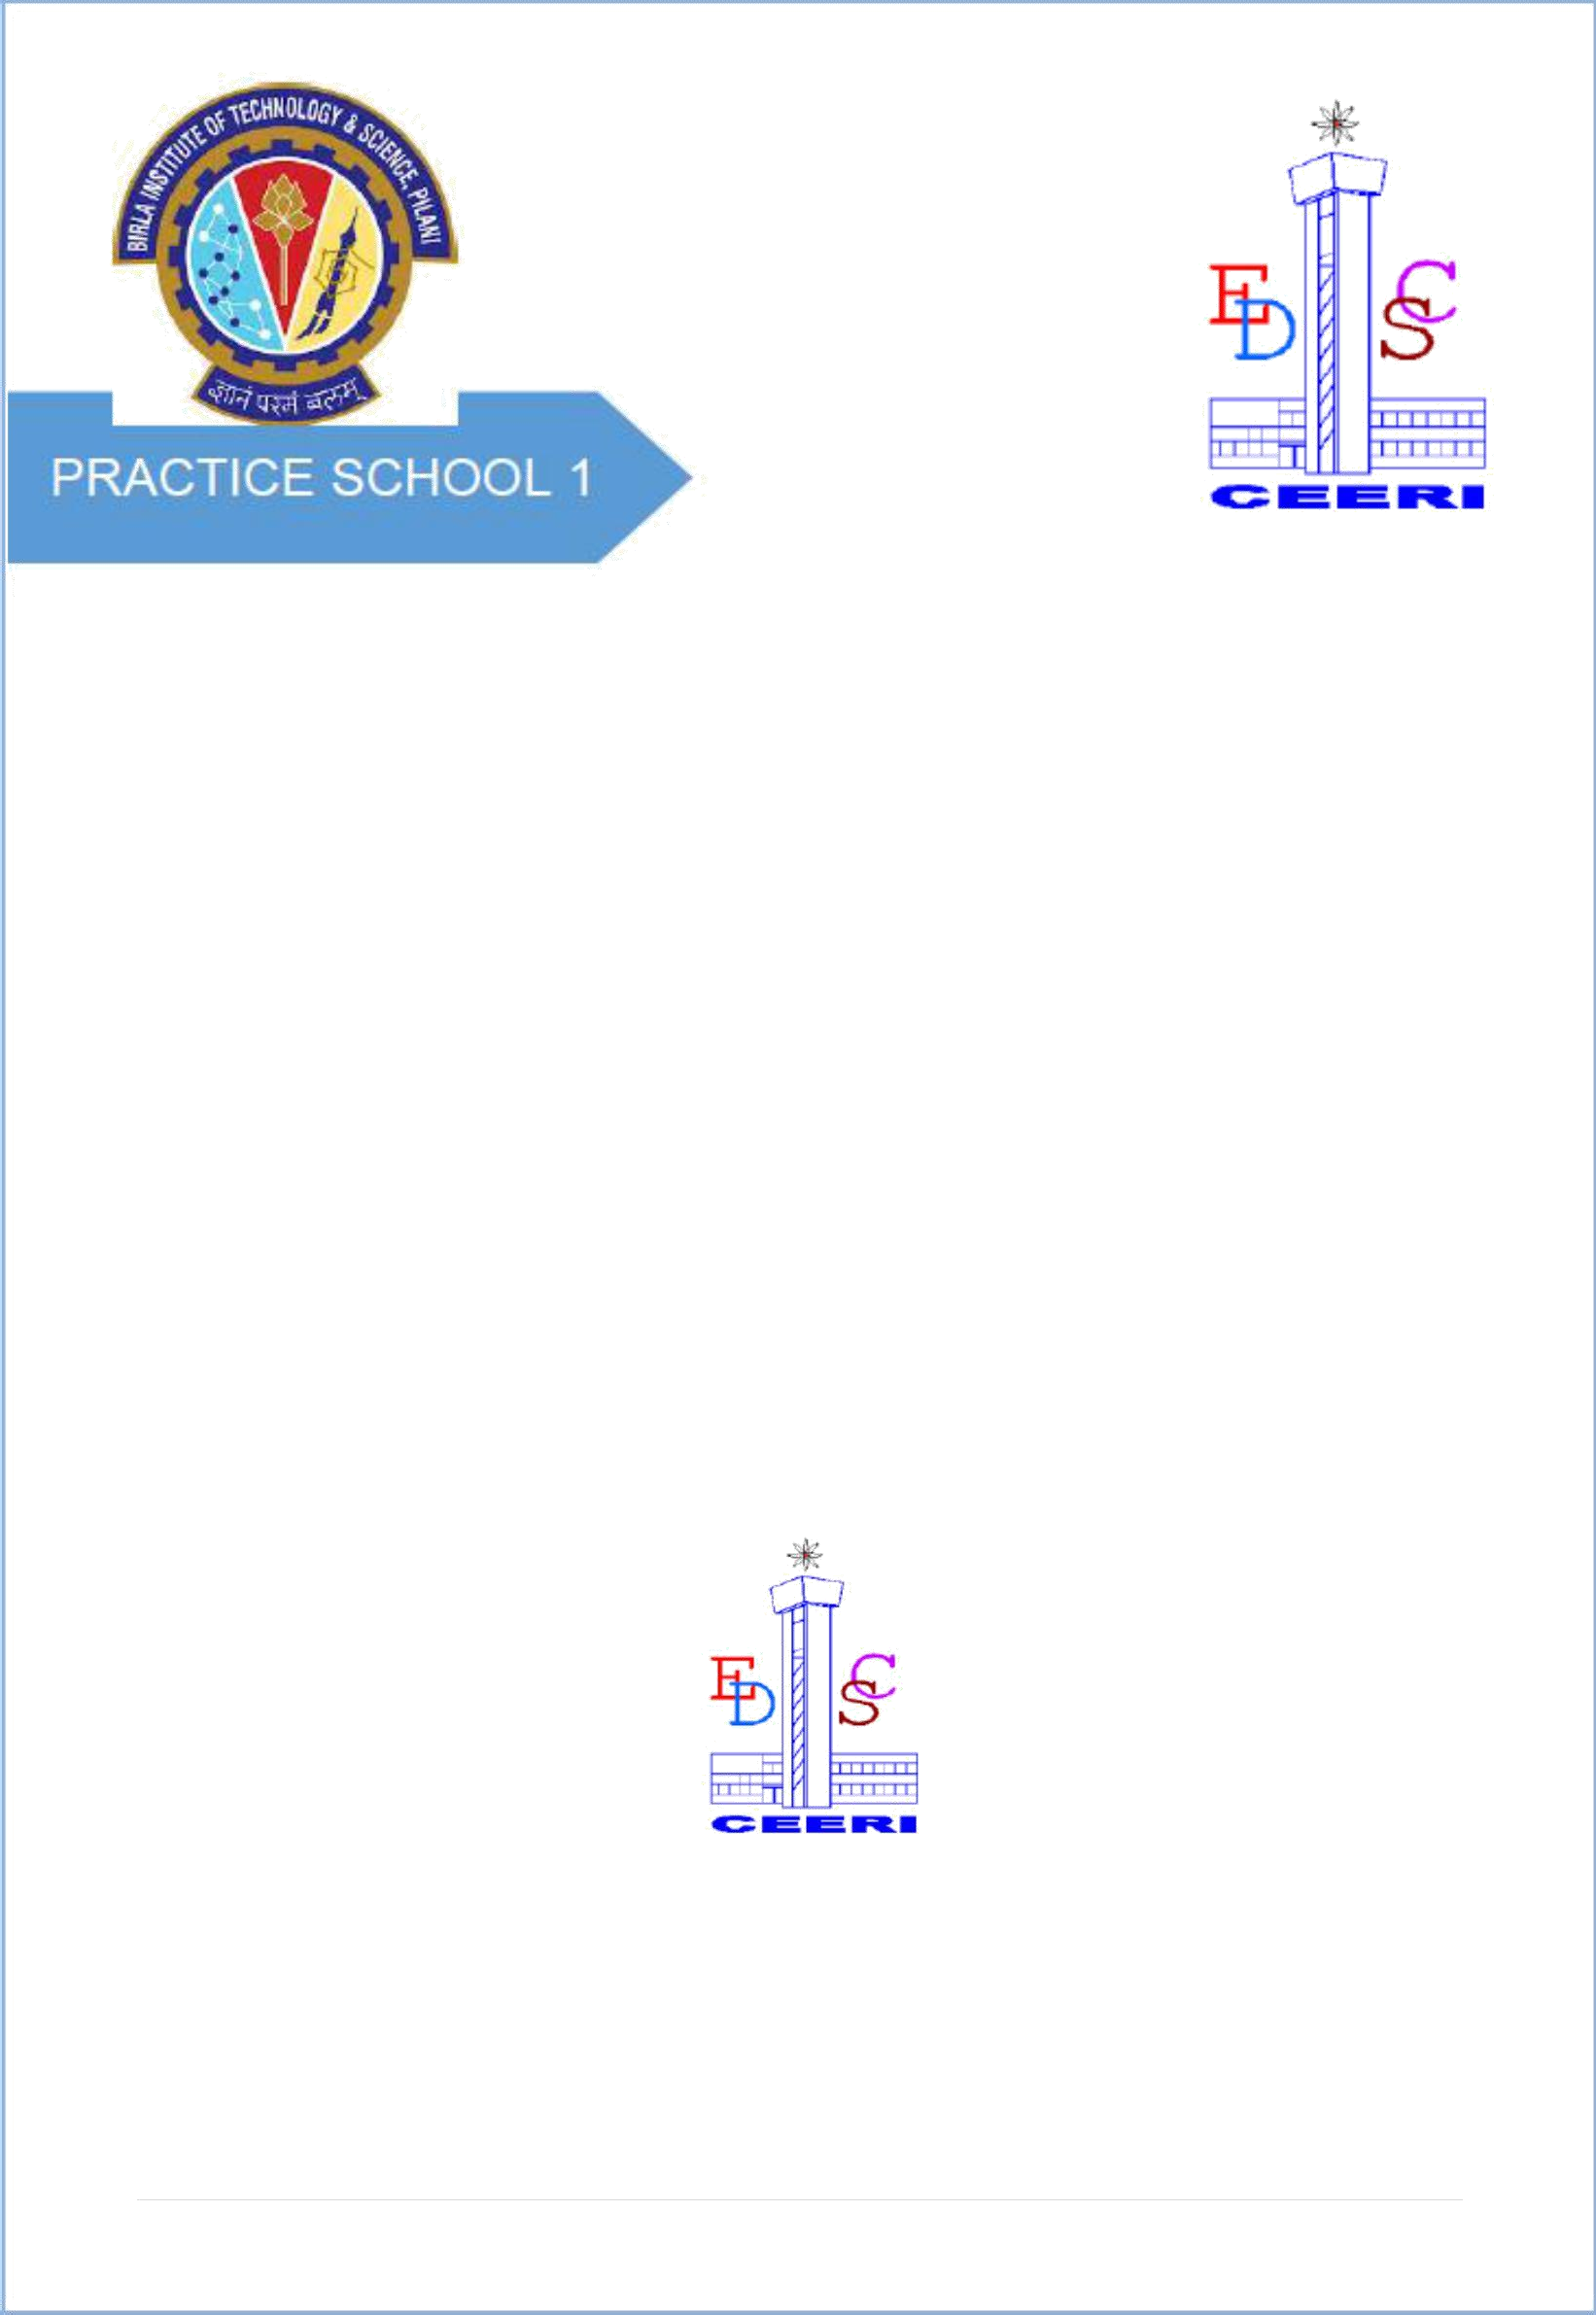 BIRLA INSTITUTE OF TECHNOLOGY & SCIENCE, PILANI
ज्ञानं परमं बलम्
PRACTICE SCHOOL 1
E
D
C
S
CEERI
E
D
C
S
CEERI